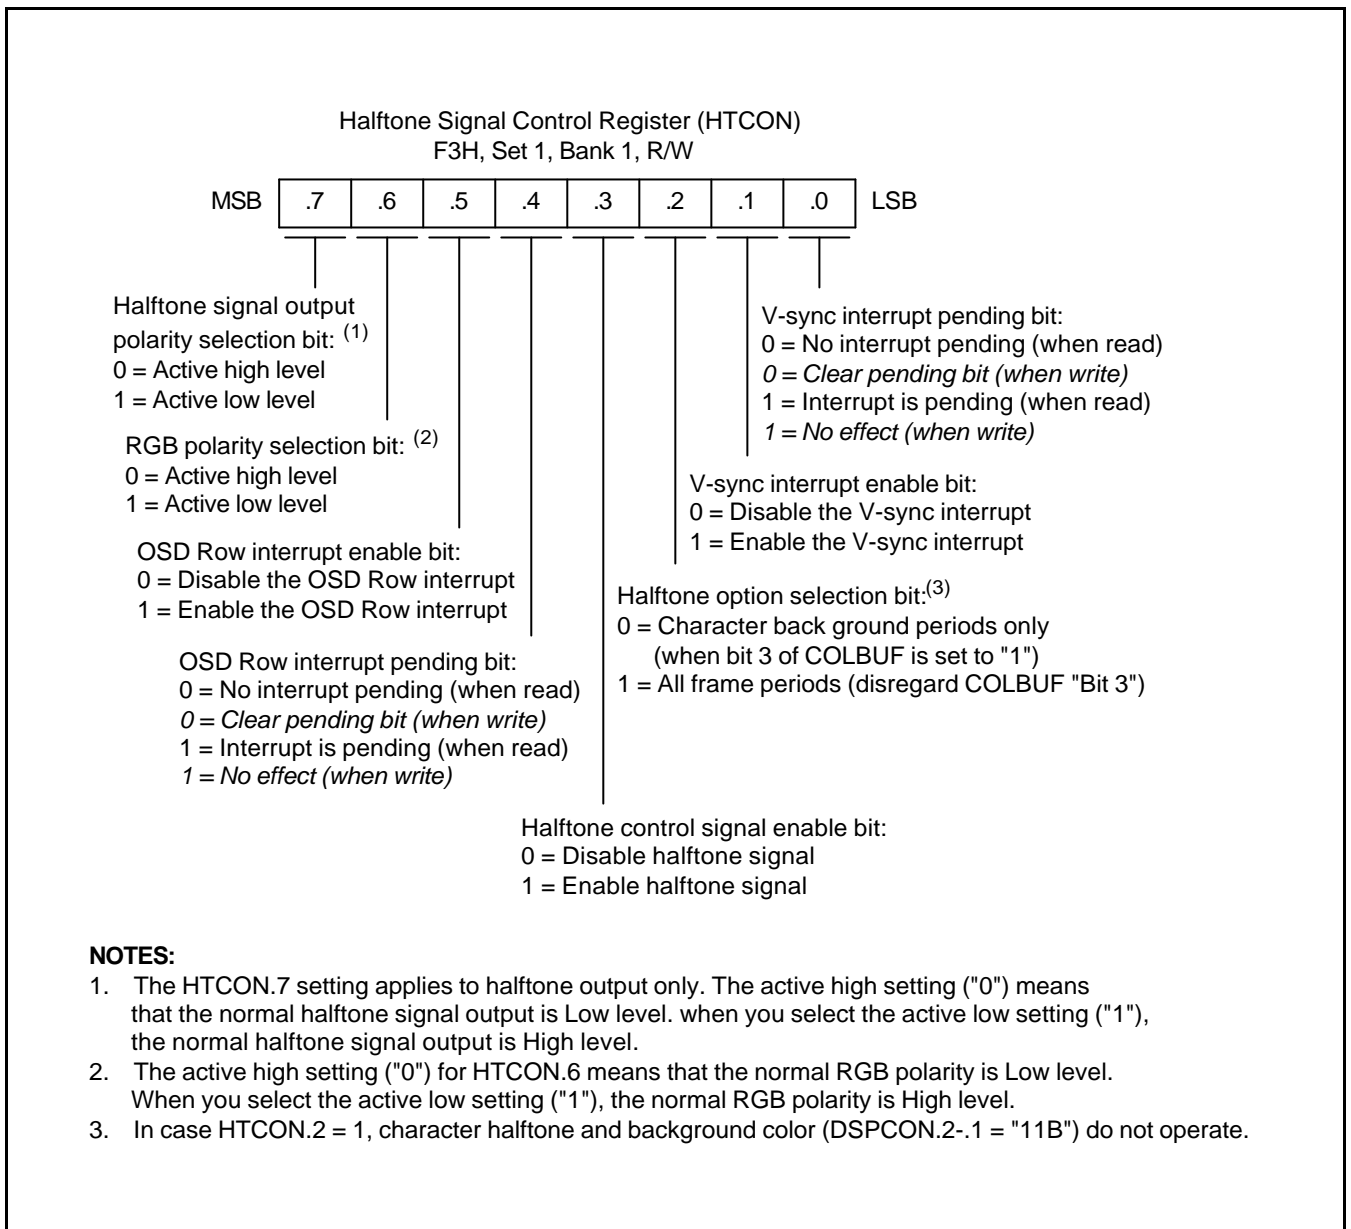 Halftone Signal Control Register (HTCON)
F3H, Set 1, Bank 1, R/W
MSB .7 .6 .5 .4 .3 .2 .1 .0 LSB
Halftone signal output
polarity selection bit: (1)
0 = Active high level
1 = Active low level
RGB polarity selection bit: (2)
0 = Active high level
1 = Active low level
OSD Row interrupt enable bit:
0 = Disable the OSD Row interrupt
1 = Enable the OSD Row interrupt
OSD Row interrupt pending bit:
0 = No interrupt pending (when read)
0 = Clear pending bit (when write)
1 = Interrupt is pending (when read)
1 = No effect (when write)
Halftone control signal enable bit:
0 = Disable halftone signal
1 = Enable halftone signal
Halftone option selection bit:(3)
0 = Character back ground periods only
(when bit 3 of COLBUF is set to "1")
1 = All frame periods (disregard COLBUF "Bit 3")
V-sync interrupt enable bit:
0 = Disable the V-sync interrupt
1 = Enable the V-sync interrupt
V-sync interrupt pending bit:
0 = No interrupt pending (when read)
0 = Clear pending bit (when write)
1 = Interrupt is pending (when read)
1 = No effect (when write)
NOTES:
1. The HTCON.7 setting applies to halftone output only. The active high setting ("0") means
that the normal halftone signal output is Low level. when you select the active low setting ("1"),
the normal halftone signal output is High level.
2. The active high setting ("0") for HTCON.6 means that the normal RGB polarity is Low level.
When you select the active low setting ("1"), the normal RGB polarity is High level.
3. In case HTCON.2 = 1, character halftone and background color (DSPCON.2-.1 = "11B") do not operate.